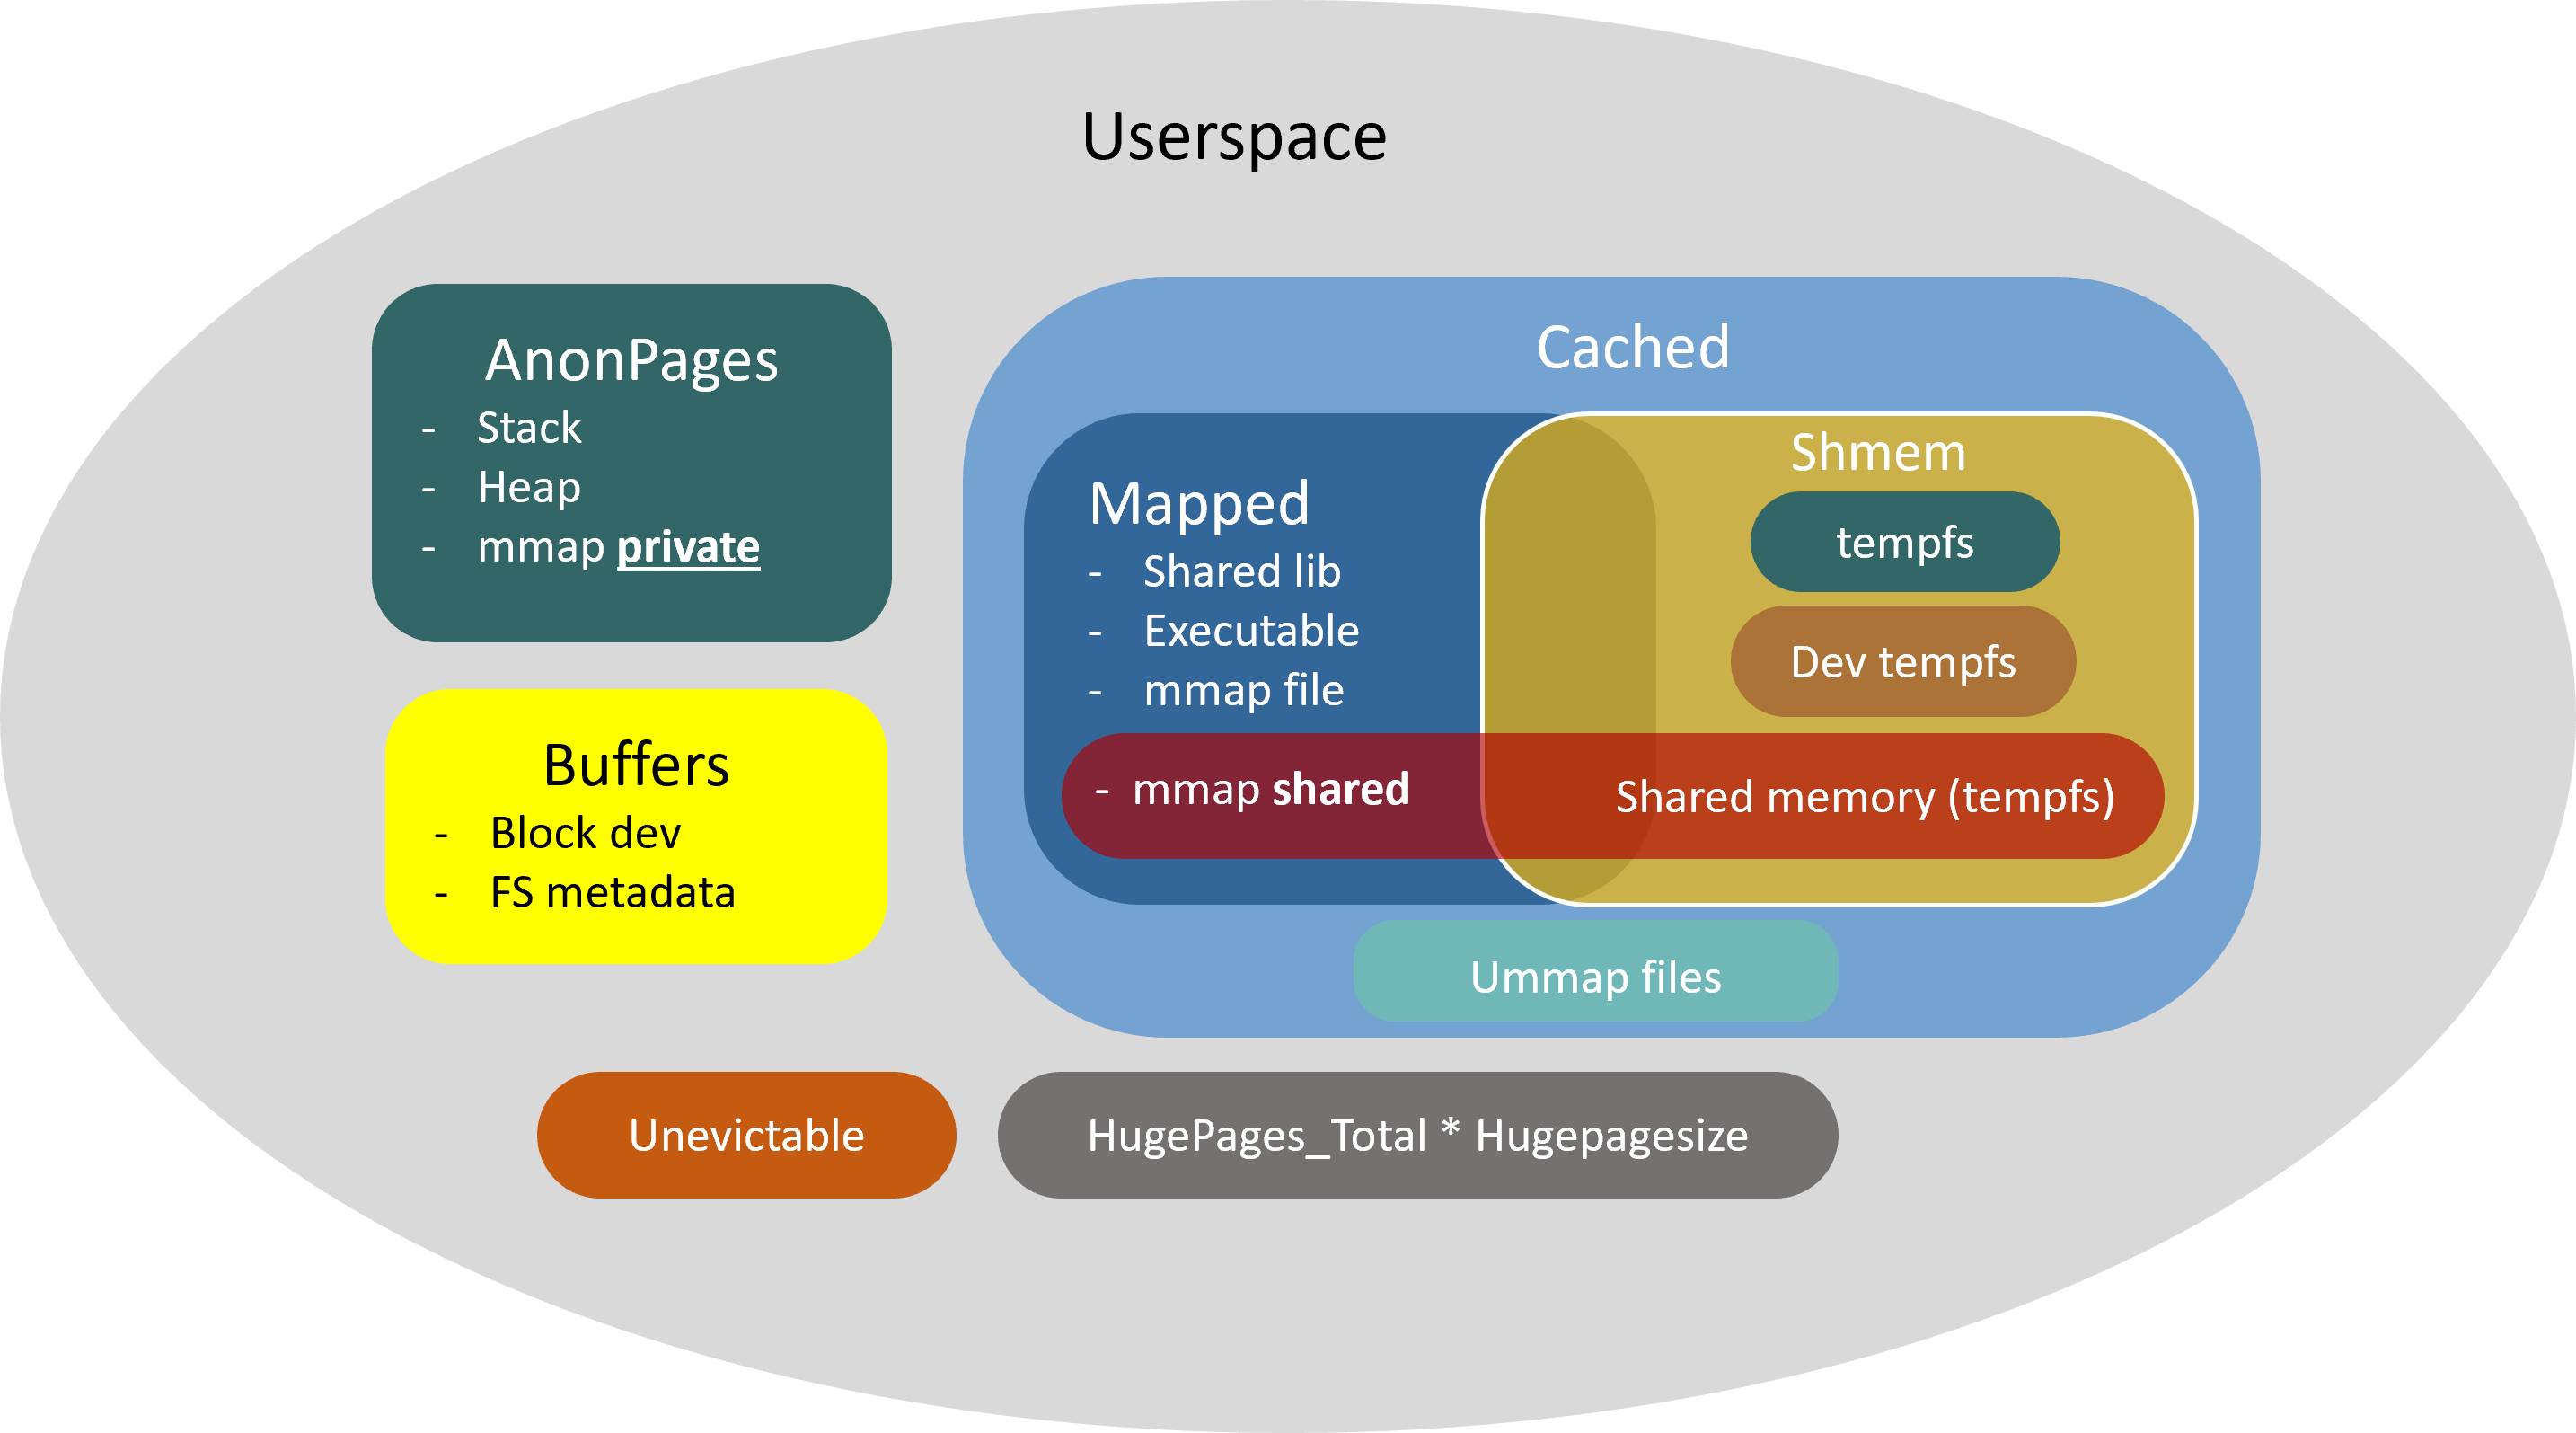 Userspace
AnonPages
- Stack
- Heap
- mmap private
Buffers
- Block dev
- FS metadata
Cached
Mapped
- Shared lib
- Executable
- mmap file
- mmap shared
Shmem
tempfs
Dev tempfs
Shared memory (tempfs)
Ummap files
Unevictable
HugePages_Total * Hugepagesize